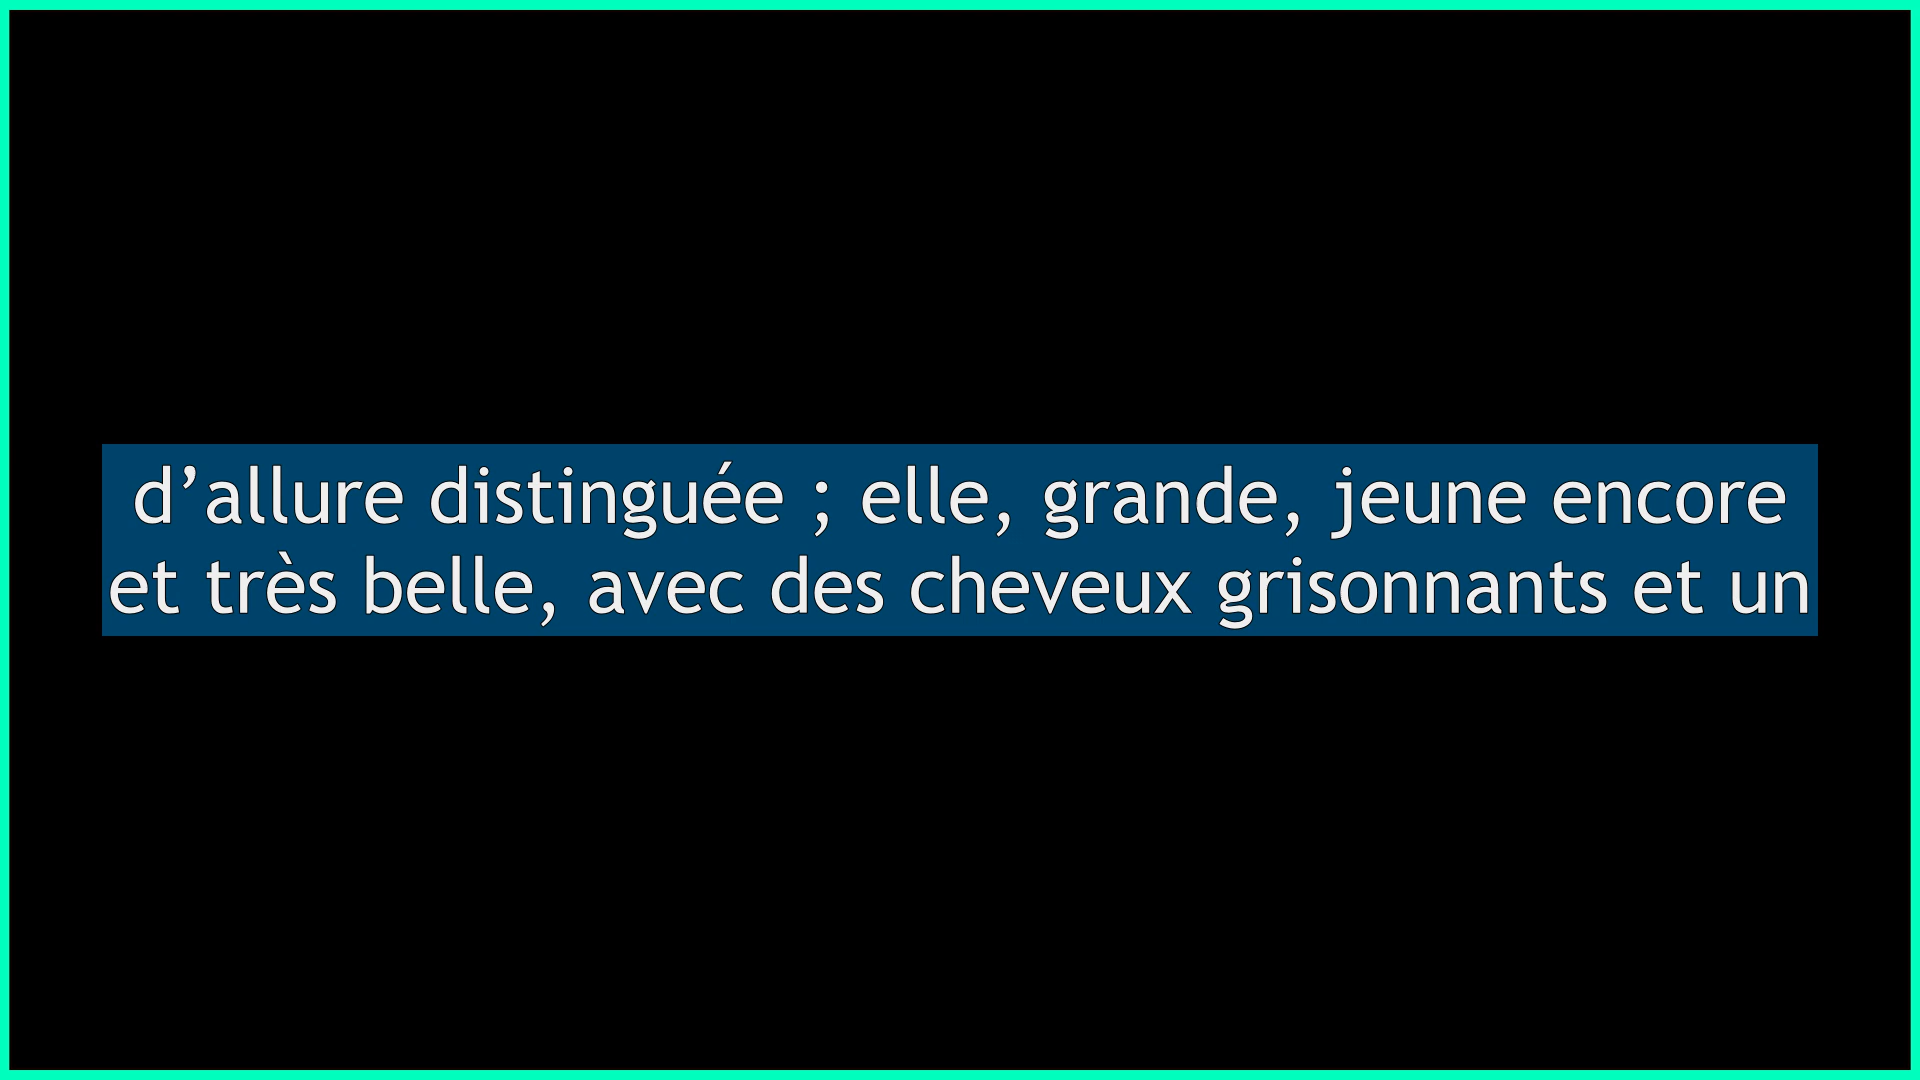 d’allure distinguée ; elle, grande, jeune encore
et très belle, avec des cheveux grisonnants et un